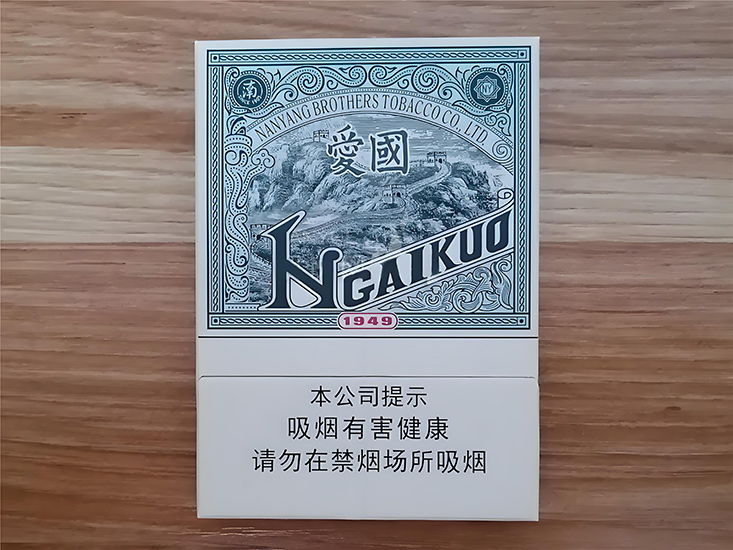 南
NANYANG BROTHERS TOBACCO CO., LTD.
愛國
NGAIKUO
1949
本公司提示
吸烟有害健康
请勿在禁烟场所吸烟